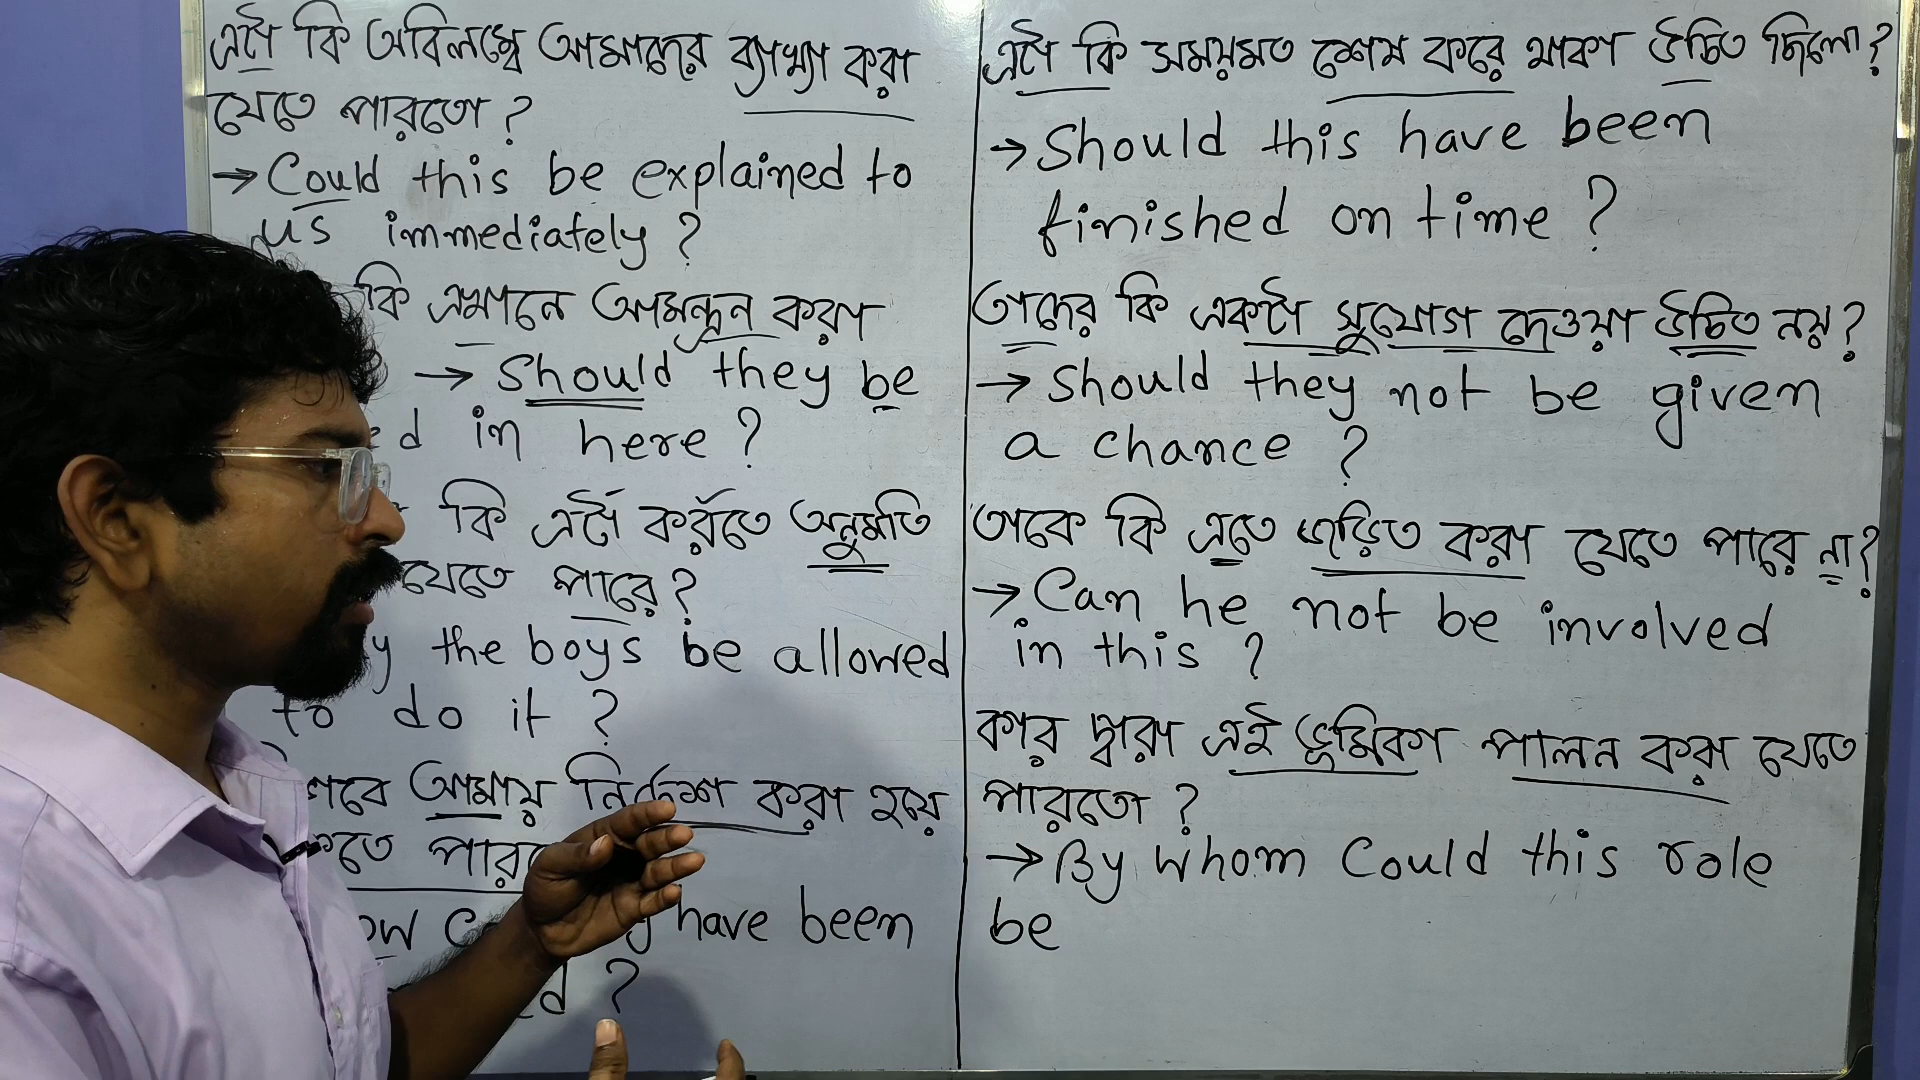 এটা কি অবিলম্বে আমাদের ব্যাখ্যা করা
যেতে পারতো?
→ Could this be explained to
us immediately?
কি এখানে আমন্ত্রন করা
→ Should they be
in here?
কি এটা করতে অনুমতি
যেতে পারে?
the boys be allowed
to do it?
আমায় নির্দেশ করা হয়ে
have been
?
এটা কি সময়মত শেষ করে থাকা উচিত ছিলো?
→ Should this have been
finished on time?
তাদের কি একটা সুযোগ দেওয়া উচিত নয়?
→ Should they not be given
a chance?
তাকে কি এতে জড়িত করা যেতে পারে না?
→ Can he not be involved
in this?
কার দ্বারা এই ভূমিকা পালন করা যেতে
পারতো?
→ By whom Could this role
be